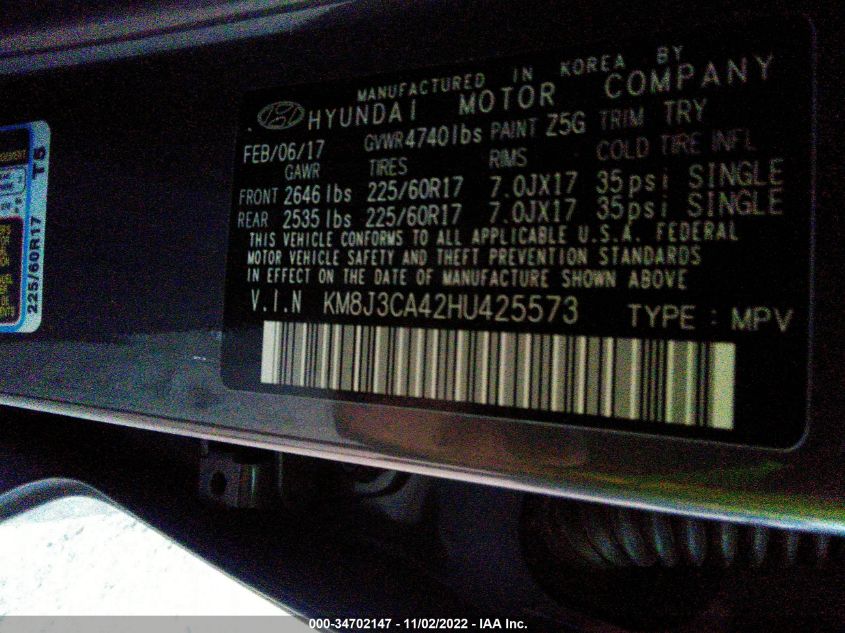 MANUFACTURED IN KOREA BY
HYUNDAI MOTOR COMPANY
FEB/06/17 GVWR 4740lbs PAINT Z5G TRIM TRY
GAWR TIRES RIMS COLD TIRE INFL
FRONT 2646 lbs 225/60R17 7.0JX17 35psi SINGLE
REAR 2535 lbs 225/60R17 7.0JX17 35psi SINGLE
THIS VEHICLE CONFORMS TO ALL APPLICABLE U.S.A. FEDERAL
MOTOR VEHICLE SAFETY AND THEFT PREVENTION STANDARDS
IN EFFECT ON THE DATE OF MANUFACTURE SHOWN ABOVE
V.I.N KM8J3CA42HU425573 TYPE : MPV
225/60R17 T5
000-34702147 - 11/02/2022 - IAA Inc.